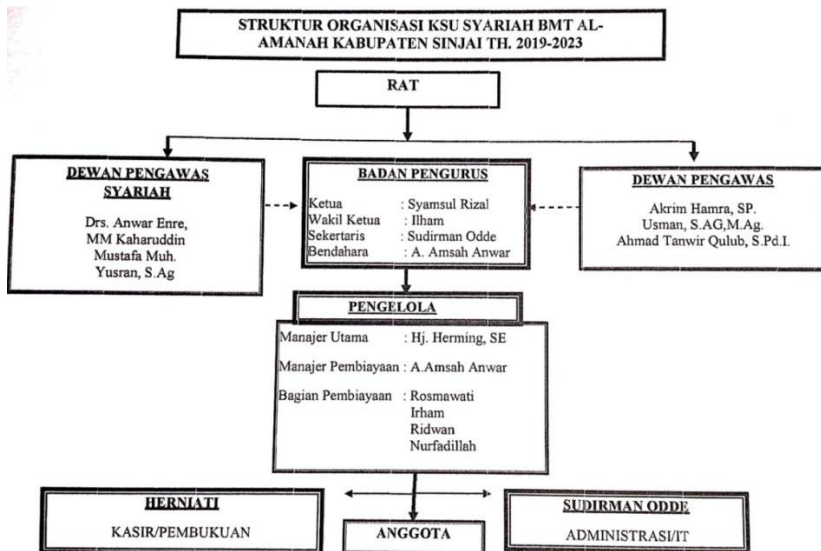 STRUKTUR ORGANISASI KSU SYARIAH BMT AL-
AMANAH KABUPATEN SINJAI TH. 2019-2023
RAT
DEWAN PENGAWAS
SYARIAH
Drs. Anwar Enre,
MM Kaharuddin
Mustafa Muh.
Yusran, S.Ag
BADAN PENGURUS
Ketua : Syamsul Rizal
Wakil Ketua : Ilham
Sekertaris : Sudirman Odde
Bendahara : A. Amsah Anwar
DEWAN PENGAWAS
Akrim Hamra, SP.
Usman, S.AG,M.Ag.
Ahmad Tanwir Qulub, S.Pd.I.
PENGELOLA
Manajer Utama : Hj. Herming, SE
Manajer Pembiayaan : A.Amsah Anwar
Bagian Pembiayaan : Rosmawati
Irham
Ridwan
Nurfadillah
HERNIATI
KASIR/PEMBUKUAN
ANGGOTA
SUDIRMAN ODDE
ADMINISTRASI/IT